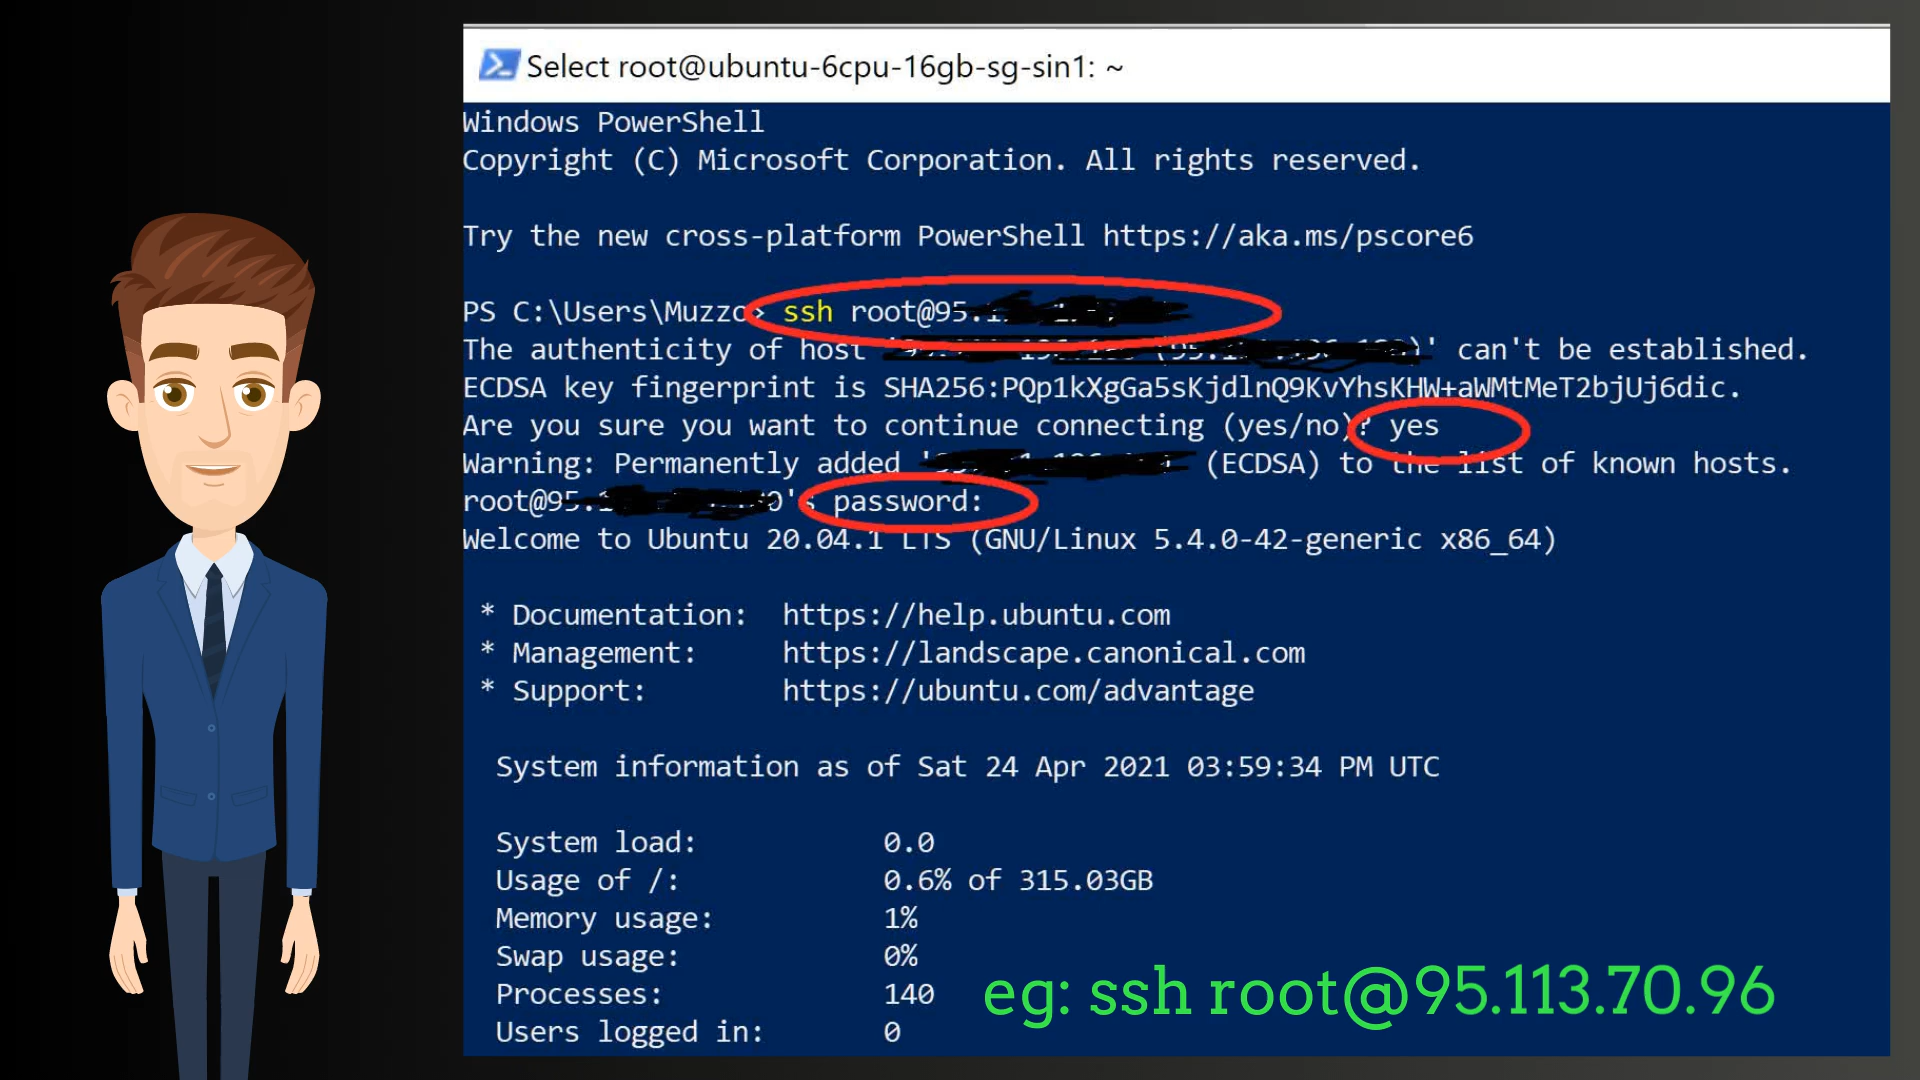 Select root@ubuntu-6cpu-16gb-sg-sin1: ~
Windows PowerShell
Copyright (C) Microsoft Corporation. All rights reserved.
Try the new cross-platform PowerShell https://aka.ms/pscore6
PS C:\Users\Muzzo> ssh root@95.1
The authenticity of host can't be established.
ECDSA key fingerprint is SHA256:PQp1kXgGa5sKjdlnQ9KvYhsKHW+aWMtMeT2bjUj6dic.
Are you sure you want to continue connecting (yes/no)? yes
Warning: Permanently added (ECDSA) to the list of known hosts.
root@95.1 0's password:
Welcome to Ubuntu 20.04.1 LTS (GNU/Linux 5.4.0-42-generic x86_64)
* Documentation: https://help.ubuntu.com
* Management: https://landscape.canonical.com
* Support: https://ubuntu.com/advantage
System information as of Sat 24 Apr 2021 03:59:34 PM UTC
System load: 0.0
Usage of /: 0.6% of 315.03GB
Memory usage: 1%
Swap usage: 0%
Processes: 140
Users logged in: 0
eg: ssh root@95.113.70.96